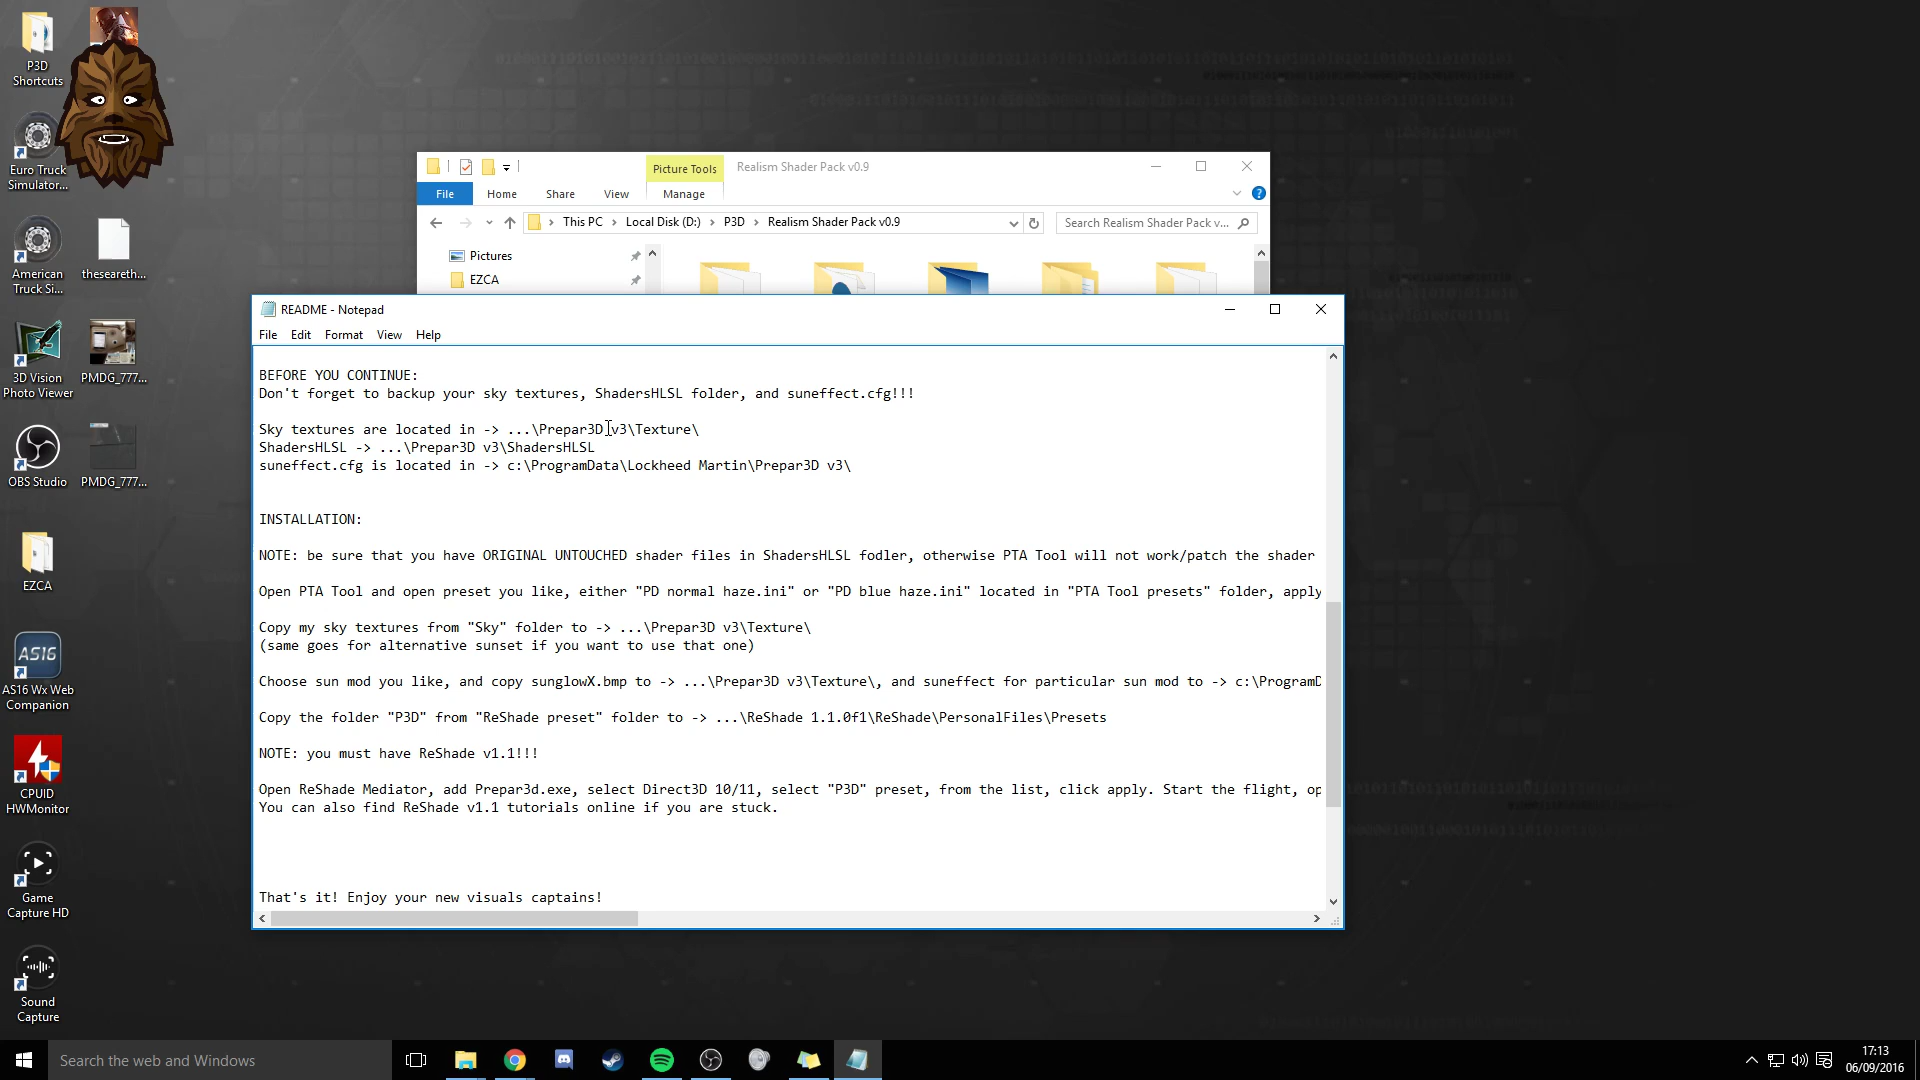 P3D
Shortcuts
Euro Truck
Simulator...
American
Truck Si...
theseareth...
3D Vision
Photo Viewer
PMDG_777...
OBS Studio
PMDG_777...
EZCA
AS16
AS16 Wx Web
Companion
CPUID
HWMonitor
Game
Capture HD
Sound
Capture
Picture Tools
Realism Shader Pack v0.9
File
Home
Share
View
Manage
This PC
Local Disk (D:)
P3D
Realism Shader Pack v0.9
Search Realism Shader Pack v...
Pictures
EZCA
README - Notepad
File
Edit
Format
View
Help
BEFORE YOU CONTINUE:
Don't forget to backup your sky textures, ShadersHLSL folder, and suneffect.cfg!!!
Sky textures are located in -> ...\Prepar3D v3\Texture\
ShadersHLSL -> ...\Prepar3D v3\ShadersHLSL
suneffect.cfg is located in -> c:\ProgramData\Lockheed Martin\Prepar3D v3\
INSTALLATION:
NOTE: be sure that you have ORIGINAL UNTOUCHED shader files in ShadersHLSL fodler, otherwise PTA Tool will not work/patch the shader
Open PTA Tool and open preset you like, either "PD normal haze.ini" or "PD blue haze.ini" located in "PTA Tool presets" folder, apply
Copy my sky textures from "Sky" folder to -> ...\Prepar3D v3\Texture\
(same goes for alternative sunset if you want to use that one)
Choose sun mod you like, and copy sunglowX.bmp to -> ...\Prepar3D v3\Texture\, and suneffect for particular sun mod to -> c:\ProgramD
Copy the folder "P3D" from "ReShade preset" folder to -> ...\ReShade 1.1.0f1\ReShade\PersonalFiles\Presets
NOTE: you must have ReShade v1.1!!!
Open ReShade Mediator, add Prepar3d.exe, select Direct3D 10/11, select "P3D" preset, from the list, click apply. Start the flight, op
You can also find ReShade v1.1 tutorials online if you are stuck.
That's it! Enjoy your new visuals captains!
Search the web and Windows
17:13
06/09/2016